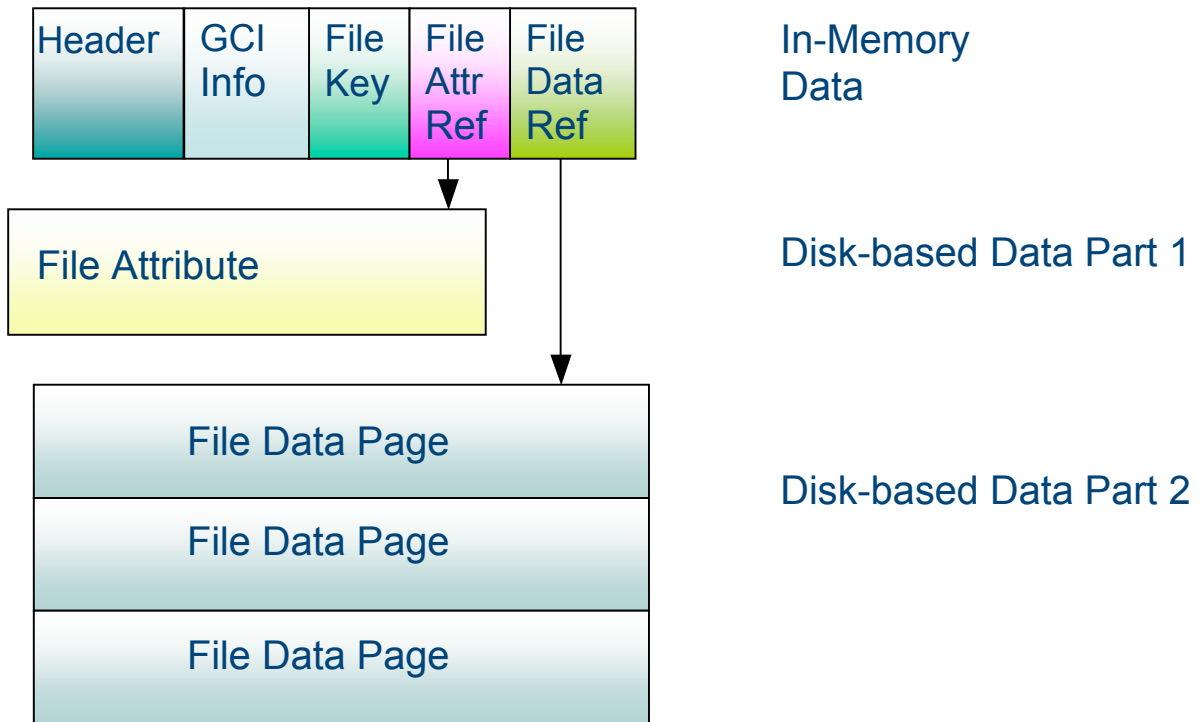 Header
GCI
Info
File
Key
File
Attr
Ref
File
Data
Ref
In-Memory
Data
File Attribute
Disk-based Data Part 1
File Data Page
File Data Page
File Data Page
Disk-based Data Part 2